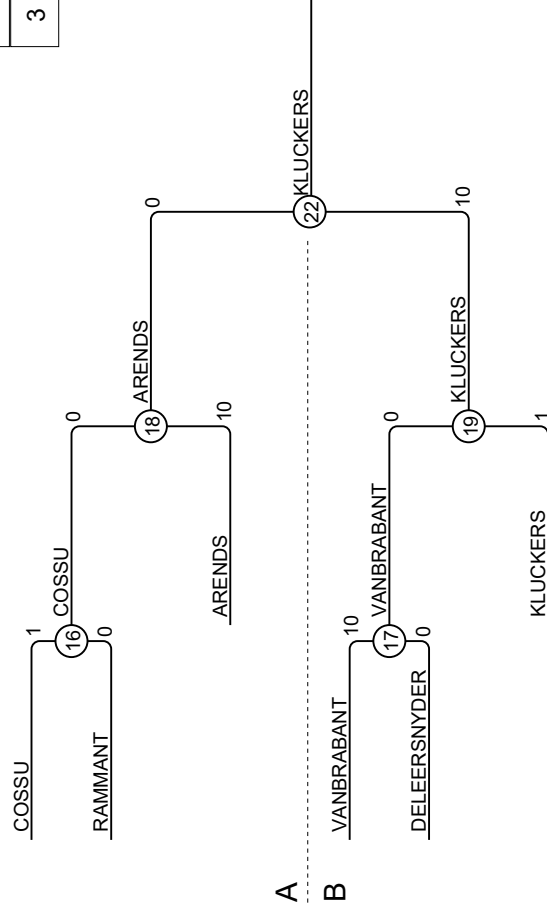 3
COSSU
1
COSSU
16
0
RAMMANT
0
ARENDS
18
0
ARENDS
10
A
KLUCKERS
22
B
VANBRABANT
10
VANBRABANT
17
0
DELEERSNYDER
0
KLUCKERS
19
10
KLUCKERS
1